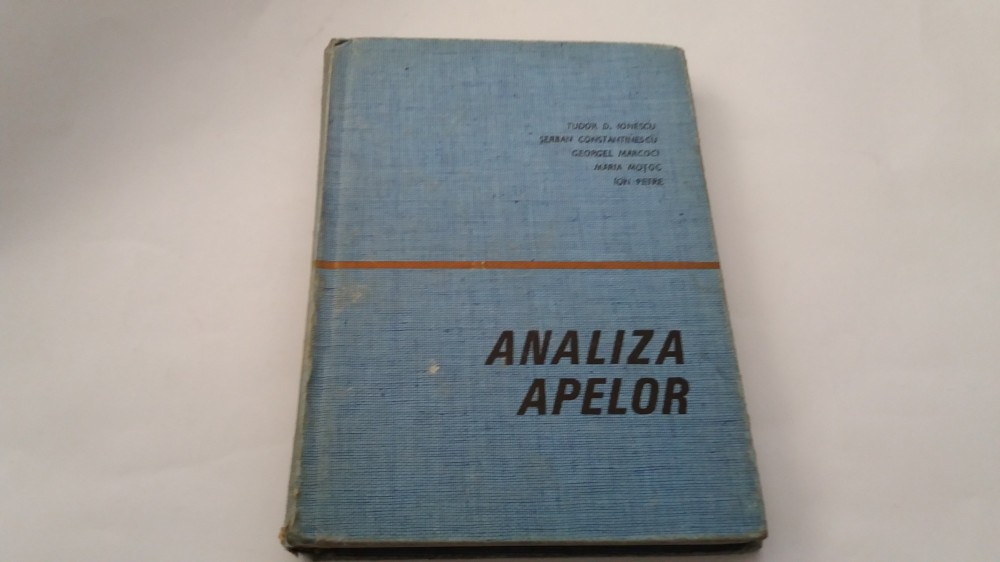 TUDOR D. IONESCU
ŞERBAN CONSTANTINESCU
GEORGEL MARCOCI
MARIA MOŢOC
ION PETRE
ANALIZA
APELOR